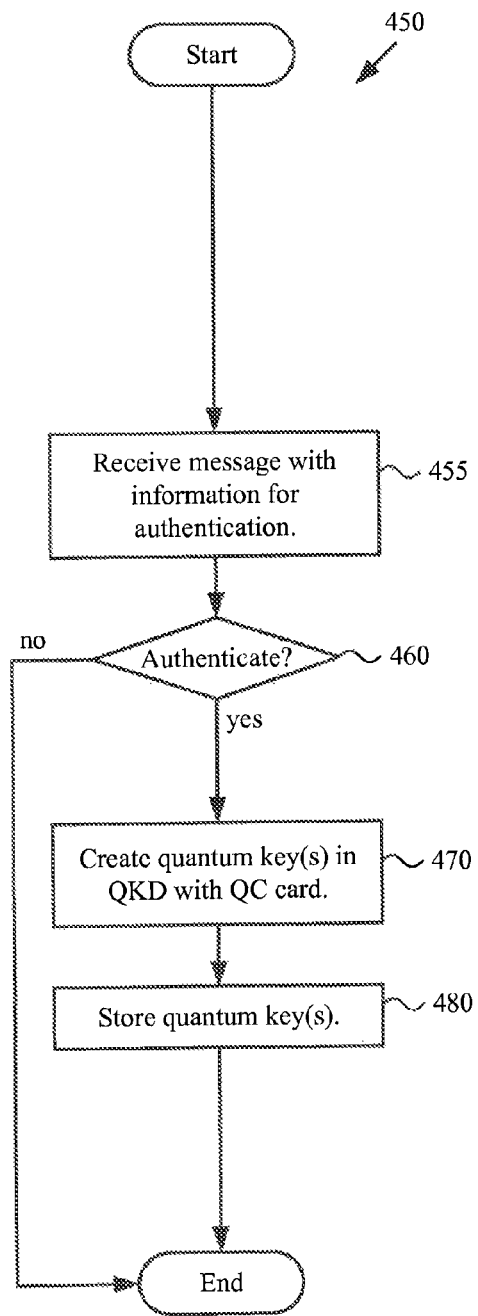 450
Start
Receive message with
information for
authentication.
455
no
Authenticate?
460
yes
Create quantum key(s) in
QKD with QC card.
470
Store quantum key(s).
480
End